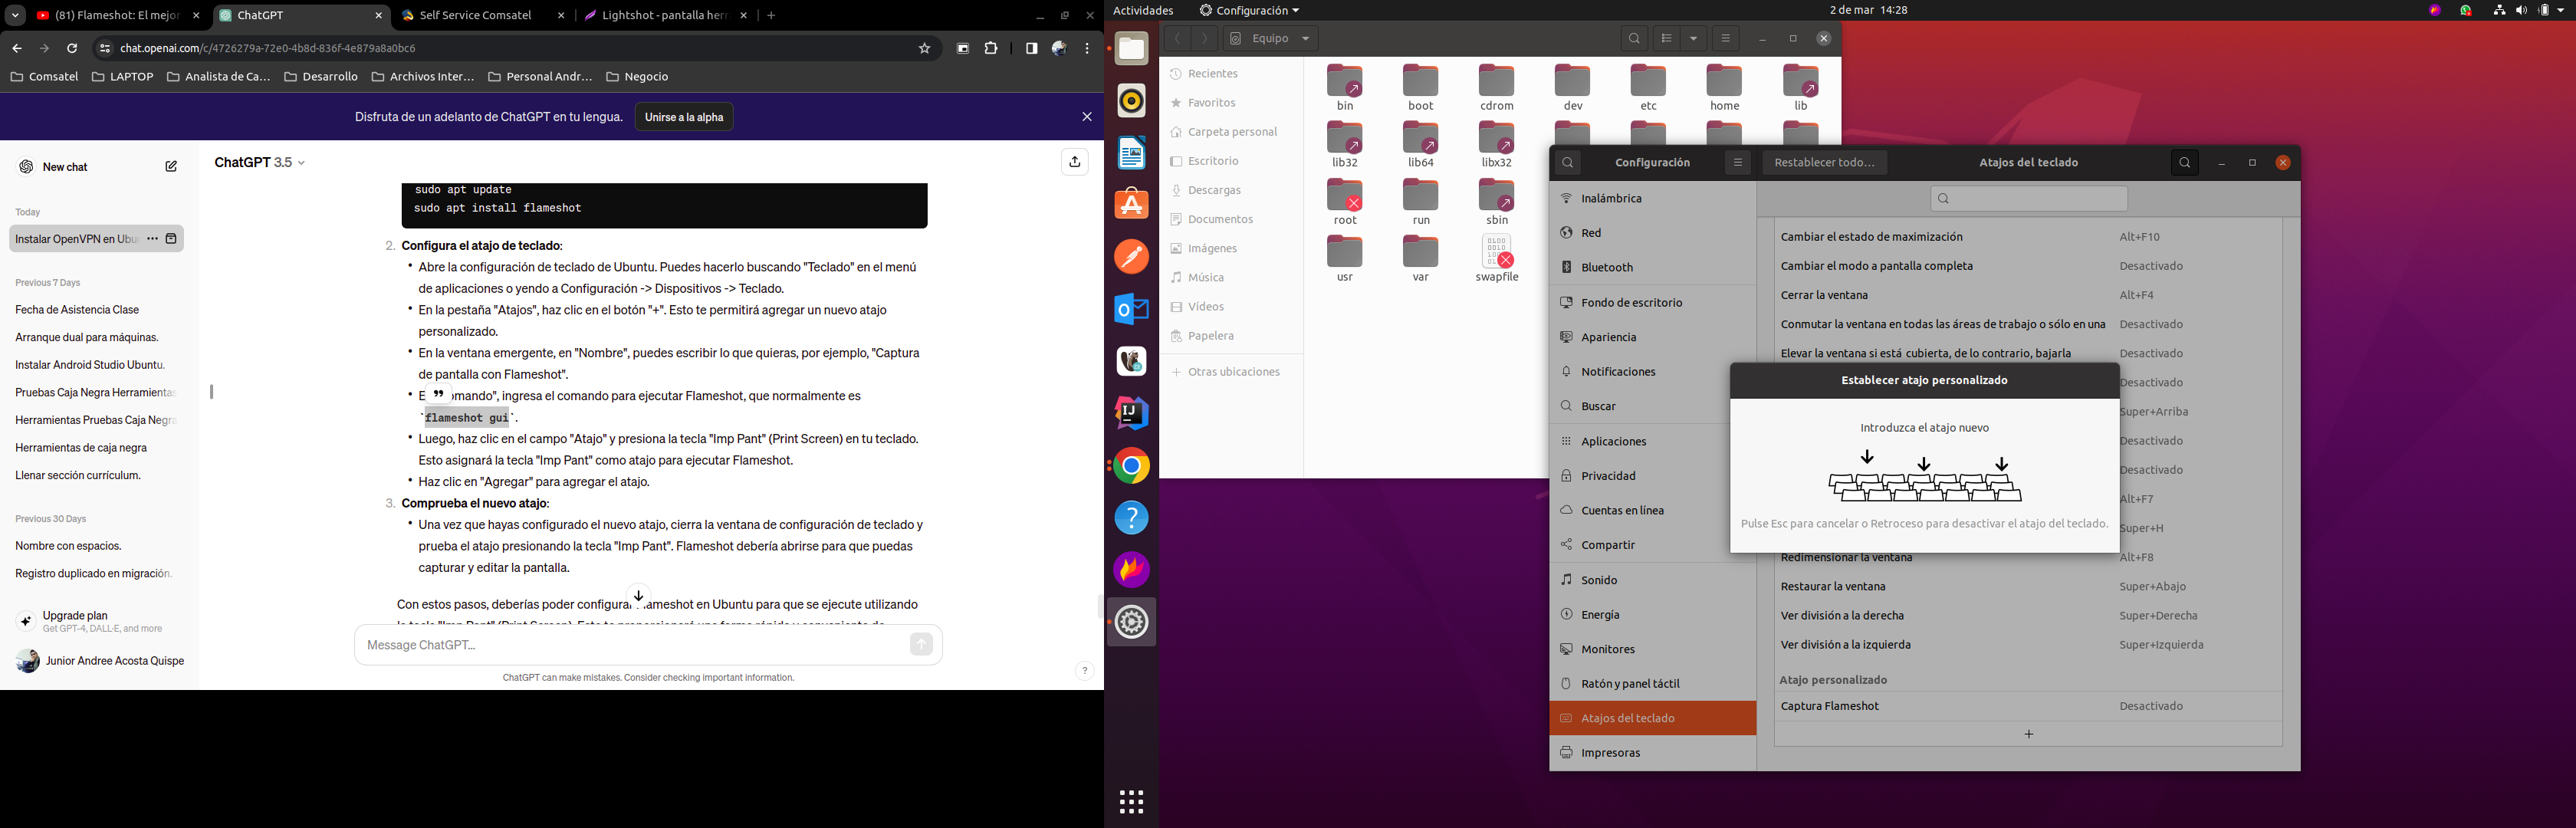 (81) Flameshot: El mejor
ChatGPT
Self Service Comsatel
Lightshot - pantalla herr
chat.openai.com/c/4726279a-72e0-4b8d-836f-4e879a8a0bc6
Comsatel
LAPTOP
Analista de Ca...
Desarrollo
Archivos Inter...
Personal Andr...
Negocio
Disfruta de un adelanto de ChatGPT en tu lengua.
Unirse a la alpha
New chat
Today
Instalar OpenVPN en Ubu
Previous 7 Days
Fecha de Asistencia Clase
Arranque dual para máquinas.
Instalar Android Studio Ubuntu.
Pruebas Caja Negra Herramientas
Herramientas Pruebas Caja Negra
Herramientas de caja negra
Llenar sección currículum.
Previous 30 Days
Nombre con espacios.
Registro duplicado en migración.
Upgrade plan
Get GPT-4, DALL·E, and more
Junior Andree Acosta Quispe
ChatGPT 3.5
sudo apt update
sudo apt install flameshot
2. Configura el atajo de teclado:
• Abre la configuración de teclado de Ubuntu. Puedes hacerlo buscando "Teclado" en el menú
de aplicaciones o yendo a Configuración -> Dispositivos -> Teclado.
• En la pestaña "Atajos", haz clic en el botón "+". Esto te permitirá agregar un nuevo atajo
personalizado.
• En la ventana emergente, en "Nombre", puedes escribir lo que quieras, por ejemplo, "Captura
de pantalla con Flameshot".
• E omando", ingresa el comando para ejecutar Flameshot, que normalmente es
`flameshot gui`.
• Luego, haz clic en el campo "Atajo" y presiona la tecla "Imp Pant" (Print Screen) en tu teclado.
Esto asignará la tecla "Imp Pant" como atajo para ejecutar Flameshot.
• Haz clic en "Agregar" para agregar el atajo.
3. Comprueba el nuevo atajo:
• Una vez que hayas configurado el nuevo atajo, cierra la ventana de configuración de teclado y
prueba el atajo presionando la tecla "Imp Pant". Flameshot debería abrirse para que puedas
capturar y editar la pantalla.
Con estos pasos, deberías poder configurar Flameshot en Ubuntu para que se ejecute utilizando
Message ChatGPT...
ChatGPT can make mistakes. Consider checking important information.
?
Actividades
Configuración
2 de mar 14:28
Equipo
Recientes
Favoritos
Carpeta personal
Escritorio
Descargas
Documentos
Imágenes
Música
Vídeos
Papelera
+ Otras ubicaciones
bin
boot
cdrom
dev
etc
home
lib
lib32
lib64
libx32
root
run
sbin
usr
var
swapfile
Configuración
Restablecer todo...
Atajos del teclado
Inalámbrica
Red
Bluetooth
Fondo de escritorio
Apariencia
Notificaciones
Buscar
Aplicaciones
Privacidad
Cuentas en línea
Compartir
Sonido
Energía
Monitores
Ratón y panel táctil
Atajos del teclado
Impresoras
Cambiar el estado de maximización Alt+F10
Cambiar el modo a pantalla completa Desactivado
Cerrar la ventana Alt+F4
Conmutar la ventana en todas las áreas de trabajo o sólo en una Desactivado
Elevar la ventana si está cubierta, de lo contrario, bajarla Desactivado
Desactivado
Super+Arriba
Desactivado
Desactivado
Alt+F7
Super+H
Redimensionar la ventana Alt+F8
Restaurar la ventana Super+Abajo
Ver división a la derecha Super+Derecha
Ver división a la izquierda Super+Izquierda
Atajo personalizado
Captura Flameshot Desactivado
+
Establecer atajo personalizado
Introduzca el atajo nuevo
Pulse Esc para cancelar o Retroceso para desactivar el atajo del teclado.